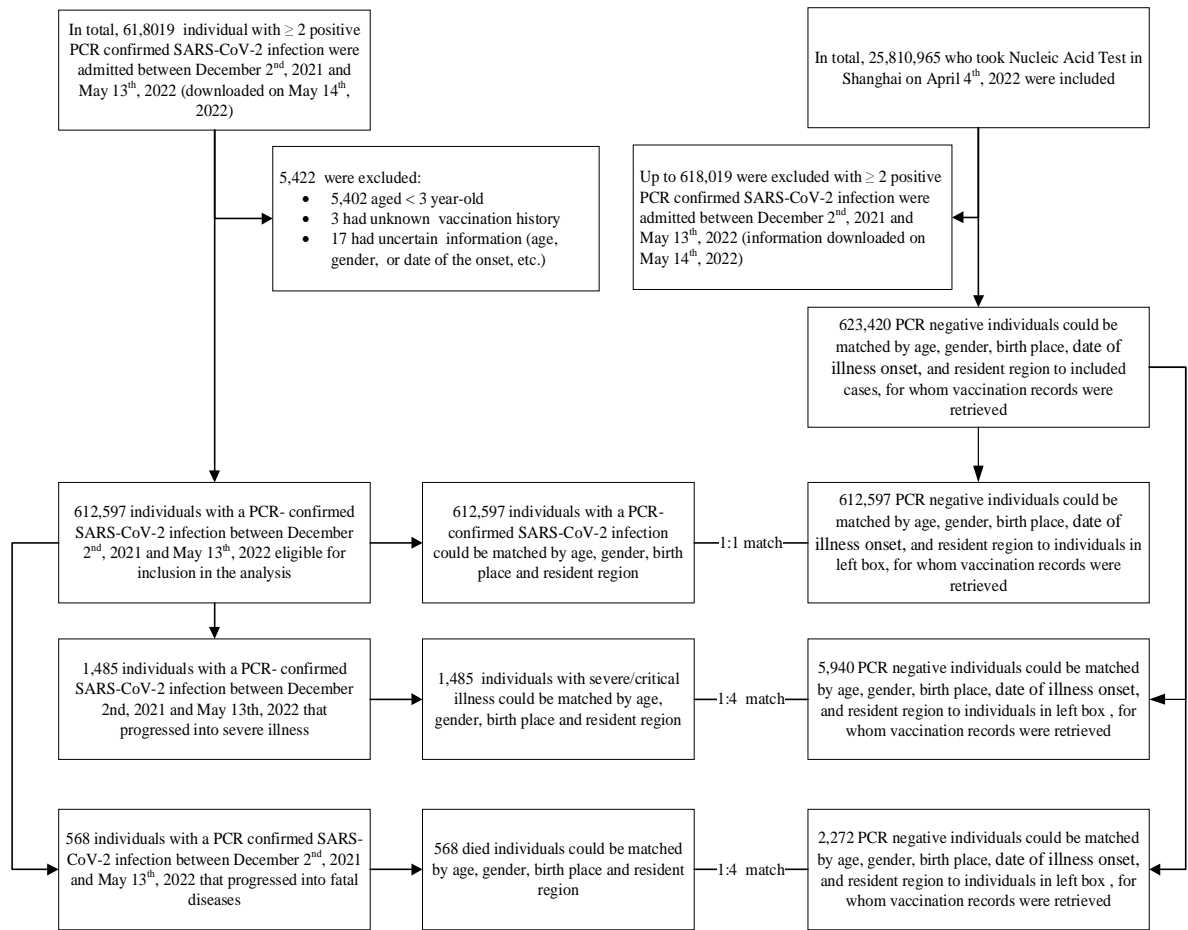 In total, 61,8019 individual with ≥ 2 positive
PCR confirmed SARS-CoV-2 infection were
admitted between December 2nd, 2021 and
May 13th, 2022 (downloaded on May 14th,
2022)
In total, 25,810,965 who took Nucleic Acid Test in
Shanghai on April 4th, 2022 were included
5,422 were excluded:
• 5,402 aged < 3 year-old
• 3 had unknown vaccination history
• 17 had uncertain information (age,
gender, or date of the onset, etc.)
Up to 618,019 were excluded with ≥ 2 positive
PCR confirmed SARS-CoV-2 infection were
admitted between December 2nd, 2021 and
May 13th, 2022 (information downloaded on
May 14th, 2022)
623,420 PCR negative individuals could be
matched by age, gender, birth place, date of
illness onset, and resident region to included
cases, for whom vaccination records were
retrieved
612,597 individuals with a PCR- confirmed
SARS-CoV-2 infection between December
2nd, 2021 and May 13th, 2022 eligible for
inclusion in the analysis
612,597 individuals with a PCR-
confirmed SARS-CoV-2 infection
could be matched by age, gender, birth
place and resident region
1:1 match
612,597 PCR negative individuals could be
matched by age, gender, birth place, date of
illness onset, and resident region to individuals in
left box, for whom vaccination records were
retrieved
1,485 individuals with a PCR- confirmed
SARS-CoV-2 infection between December
2nd, 2021 and May 13th, 2022 that
progressed into severe illness
1,485 individuals with severe/critical
illness could be matched by age,
gender, birth place and resident region
1:4 match
5,940 PCR negative individuals could be matched
by age, gender, birth place, date of illness onset,
and resident region to individuals in left box , for
whom vaccination records were retrieved
568 individuals with a PCR confirmed SARS-
CoV-2 infection between December 2nd, 2021
and May 13th, 2022 that progressed into fatal
diseases
568 died individuals could be matched
by age, gender, birth place and resident
region
1:4 match
2,272 PCR negative individuals could be matched
by age, gender, birth place, date of illness onset,
and resident region to individuals in left box , for
whom vaccination records were retrieved